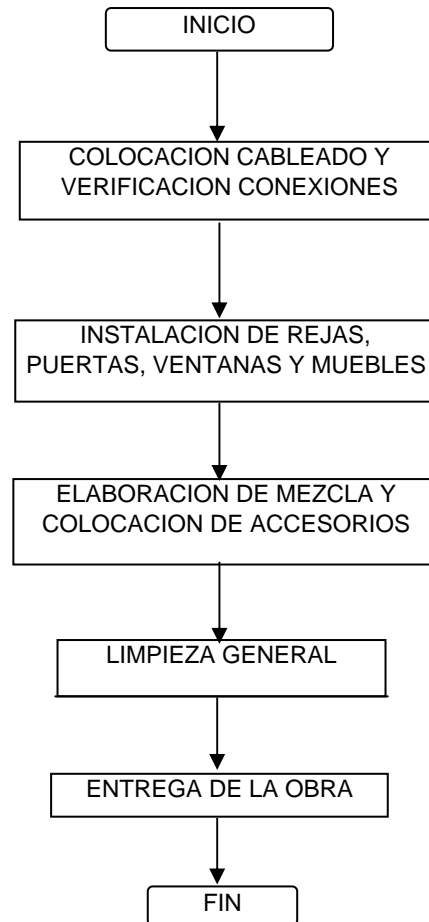 INICIO
COLOCACION CABLEADO Y
VERIFICACION CONEXIONES
INSTALACION DE REJAS,
PUERTAS, VENTANAS Y MUEBLES
ELABORACION DE MEZCLA Y
COLOCACION DE ACCESORIOS
LIMPIEZA GENERAL
ENTREGA DE LA OBRA
FIN